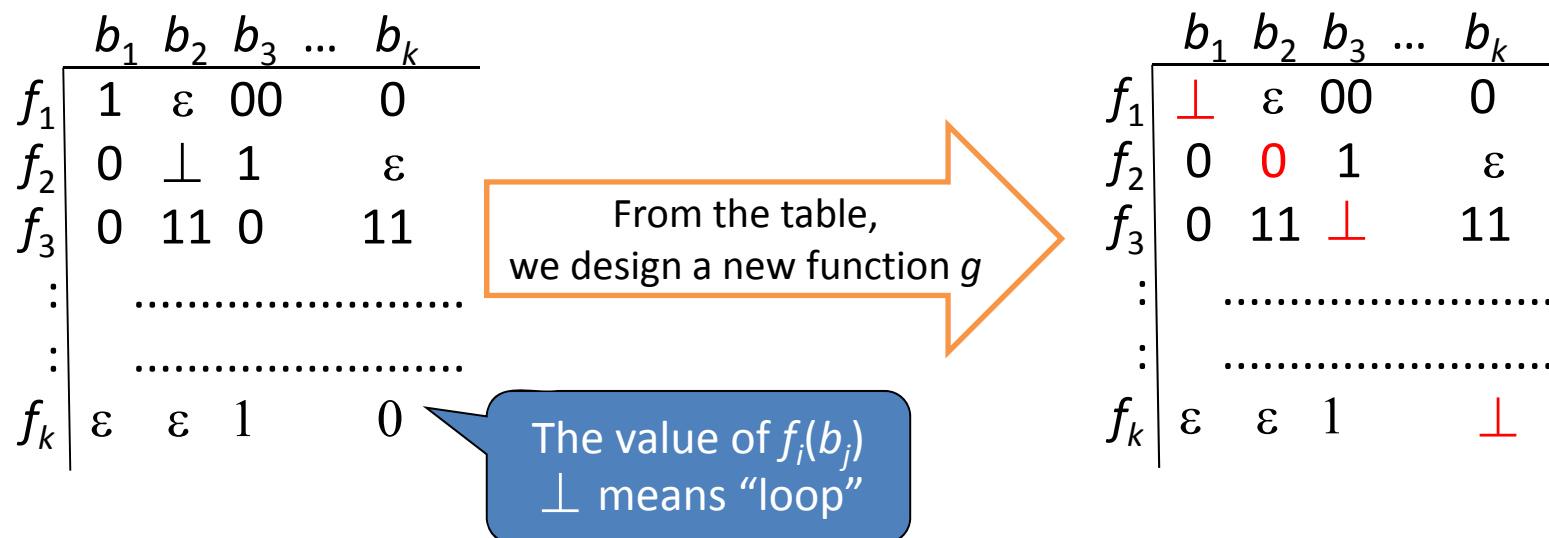 b₁ b₂ b₃ ... bₖ
f₁ 1 ε 00 0
f₂ 0 ⊥ 1 ε
f₃ 0 11 0 11
: ........................
: ........................
fₖ ε ε 1 0
From the table,
we design a new function g
The value of fᵢ(bⱼ)
⊥ means “loop”
b₁ b₂ b₃ ... bₖ
f₁ ⊥ ε 00 0
f₂ 0 0 1 ε
f₃ 0 11 ⊥ 11
: ........................
: ........................
fₖ ε ε 1 ⊥